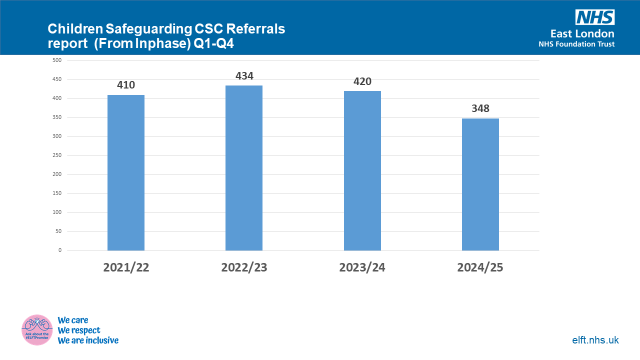 Children Safeguarding CSC Referrals
report (From Inphase) Q1-Q4
NHS
East London
NHS Foundation Trust
500
450
400
350
300
250
200
150
100
50
0
410
434
420
348
2021/22
2022/23
2023/24
2024/25
We care
We respect
We are inclusive
elft.nhs.uk